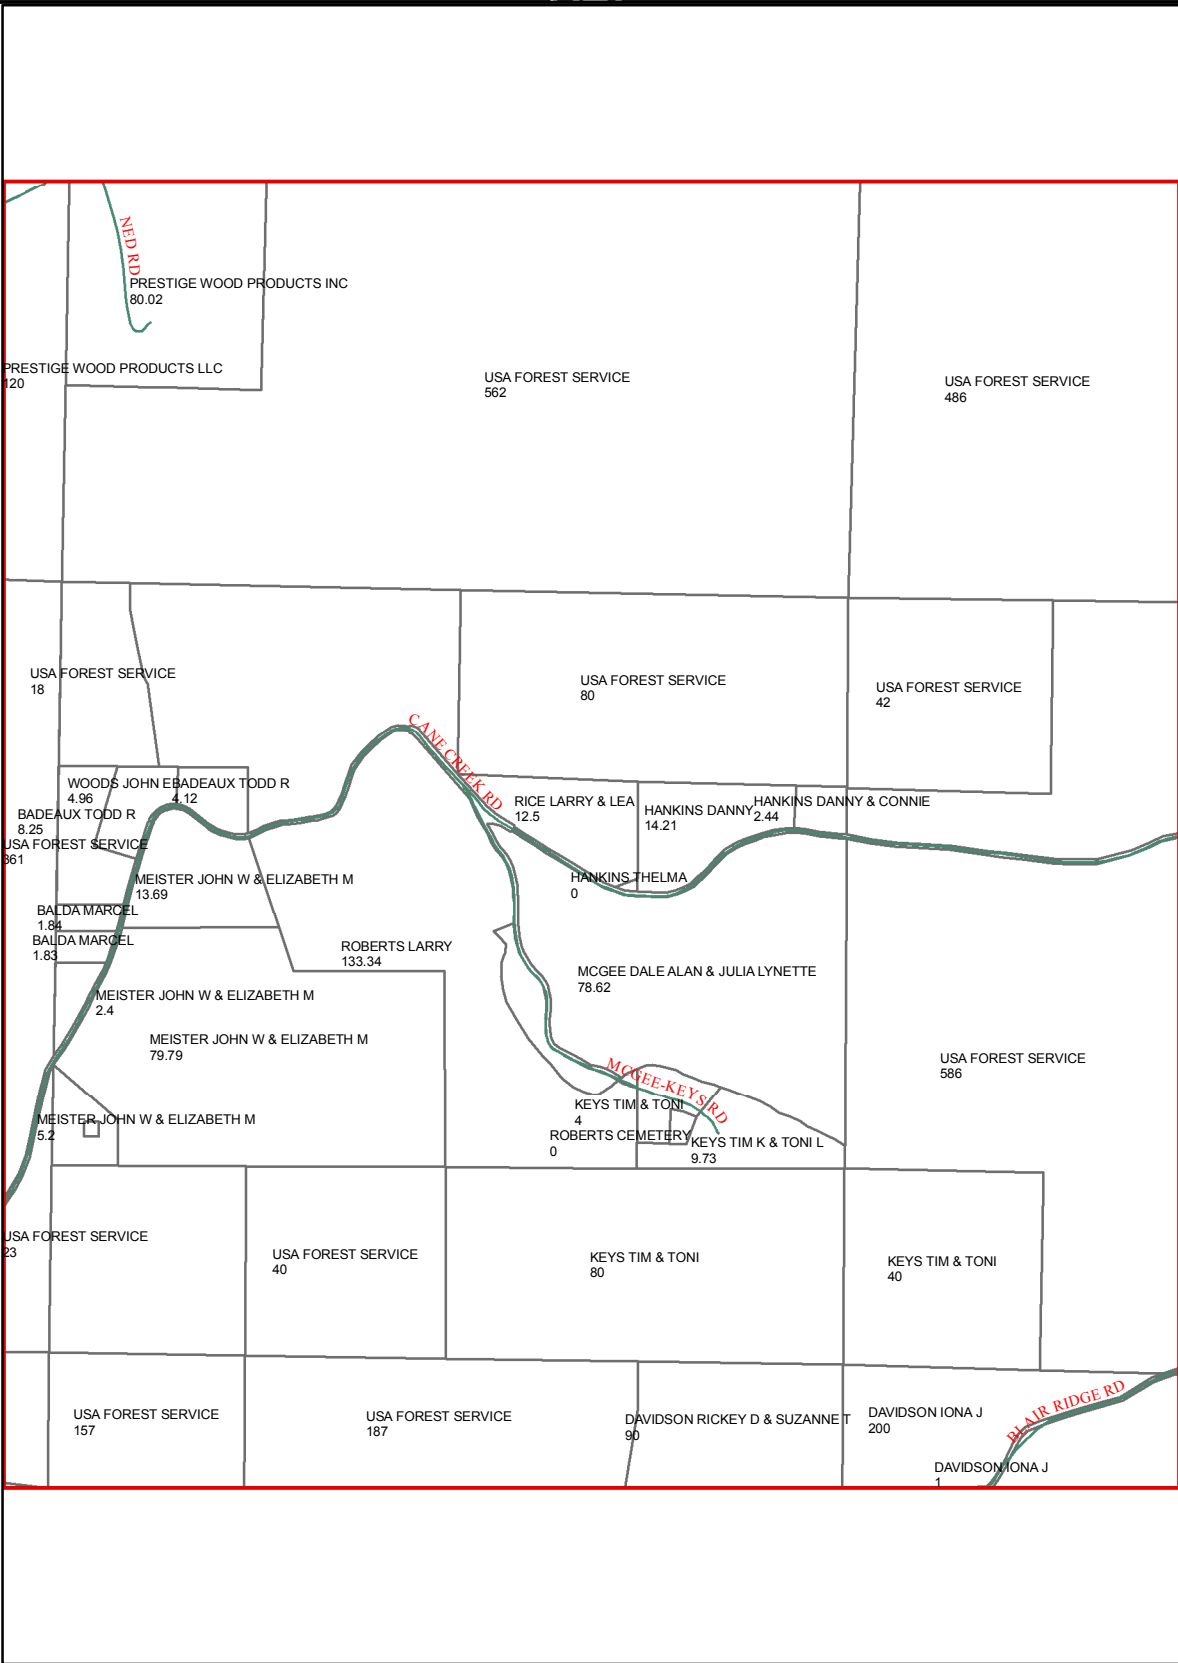 NED RD
PRESTIGE WOOD PRODUCTS INC
80.02
PRESTIGE WOOD PRODUCTS LLC
120
USA FOREST SERVICE
562
USA FOREST SERVICE
486
USA FOREST SERVICE
18
USA FOREST SERVICE
80
USA FOREST SERVICE
42
CANE CREEK RD
WOODS JOHN E
4.96
BADEAUX TODD R
4.12
BADEAUX TODD R
8.25
RICE LARRY & LEA
12.5
HANKINS DANNY
14.21
HANKINS DANNY & CONNIE
2.44
USA FOREST SERVICE
361
MEISTER JOHN W & ELIZABETH M
13.69
HANKINS THELMA
0
BALDA MARCEL
1.84
BALDA MARCEL
1.83
ROBERTS LARRY
133.34
MCGEE DALE ALAN & JULIA LYNETTE
78.62
MEISTER JOHN W & ELIZABETH M
2.4
MEISTER JOHN W & ELIZABETH M
79.79
USA FOREST SERVICE
586
MCGEE-KEYS RD
KEYS TIM & TONI
4
MEISTER JOHN W & ELIZABETH M
5.2
ROBERTS CEMETERY
0
KEYS TIM K & TONI L
9.73
USA FOREST SERVICE
23
USA FOREST SERVICE
40
KEYS TIM & TONI
80
KEYS TIM & TONI
40
BLAIR RIDGE RD
USA FOREST SERVICE
157
USA FOREST SERVICE
187
DAVIDSON RICKEY D & SUZANNE T
90
DAVIDSON IONA J
200
DAVIDSON IONA J
1